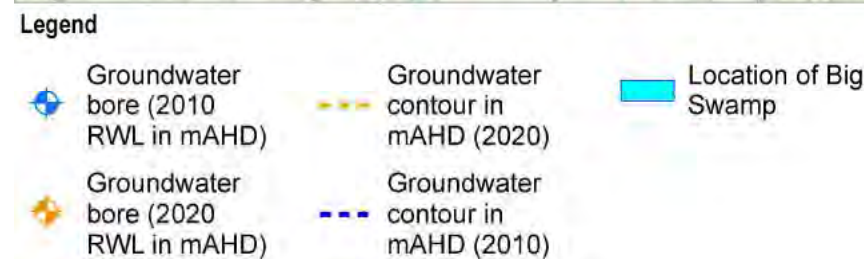 Legend
Groundwater
bore (2010
RWL in mAHD)
Groundwater
bore (2020
RWL in mAHD)
Groundwater
contour in
mAHD (2020)
Groundwater
contour in
mAHD (2010)
Location of Big
Swamp